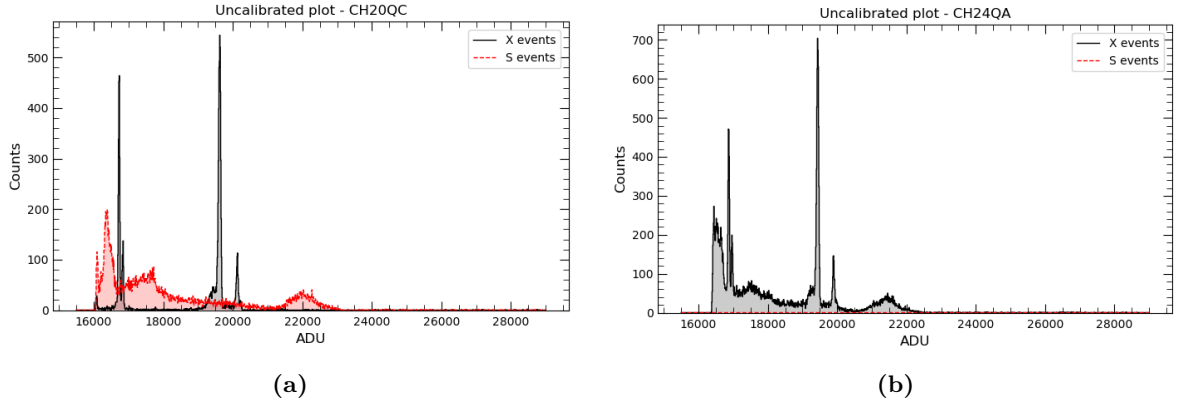 Uncalibrated plot - CH20QC
X events
S events
500
400
300
200
100
0
Counts
16000 18000 20000 22000 24000 26000 28000
ADU
(a)
Uncalibrated plot - CH24QA
X events
S events
700
600
500
400
300
200
100
0
Counts
16000 18000 20000 22000 24000 26000 28000
ADU
(b)